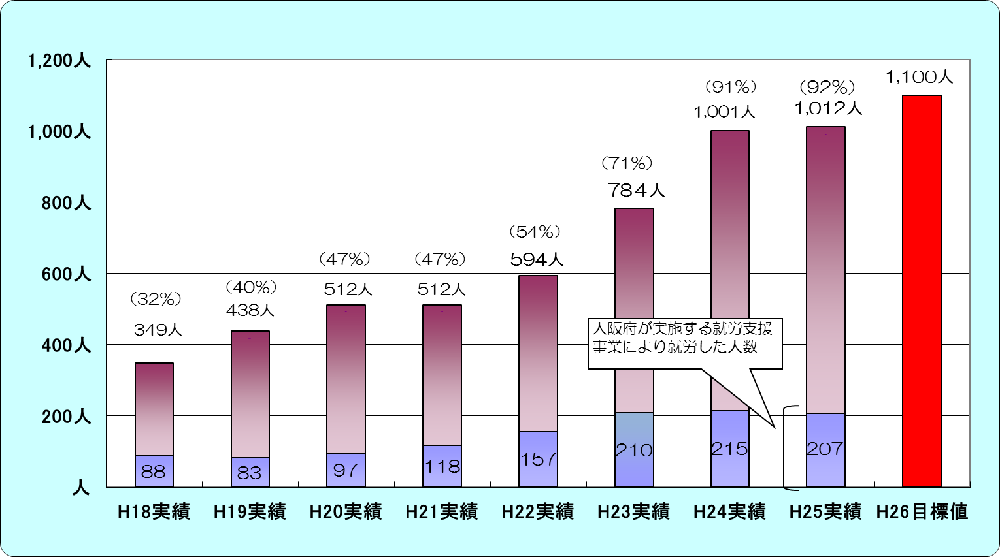 1,200人
1,000人
800人
600人
400人
200人
人
(32%)
349人
(40%)
438人
(47%)
512人
(47%)
512人
(54%)
594人
(71%)
784人
(91%)
1,001人
(92%)
1,012人
1,100人
大阪府が実施する就労支援
事業により就労した人数
88
83
97
118
157
210
215
207
H18実績
H19実績
H20実績
H21実績
H22実績
H23実績
H24実績
H25実績
H26目標値